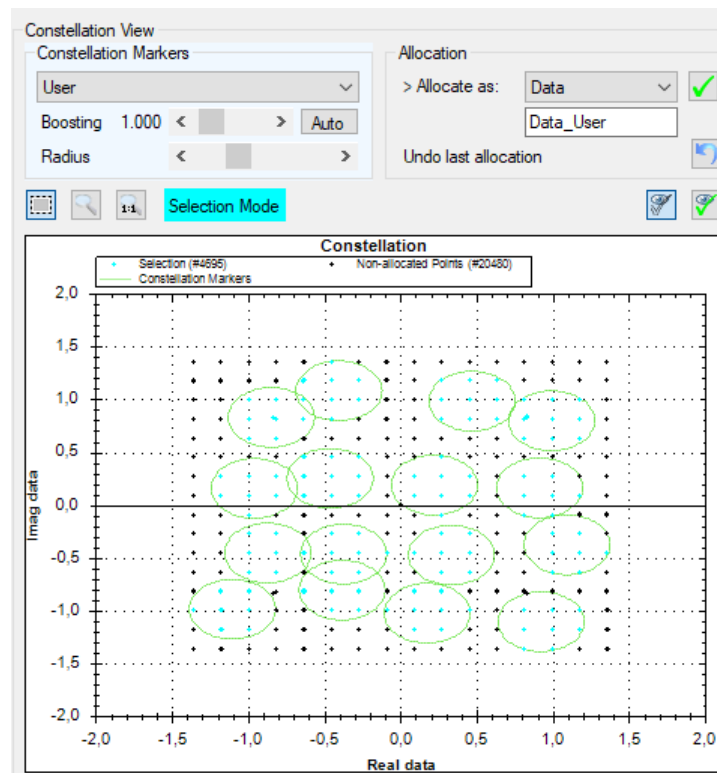 Constellation View
Constellation Markers
User
Boosting 1.000 < > Auto
Radius < >
Allocation
> Allocate as: Data
Data_User
Undo last allocation
1:1 Selection Mode
Constellation
Selection (#4695) Non-allocated Points (#20480)
Constellation Markers
2,0
1,5
1,0
0,5
0,0
-0,5
-1,0
-1,5
-2,0
Imag data
-2,0 -1,5 -1,0 -0,5 0,0 0,5 1,0 1,5 2,0
Real data